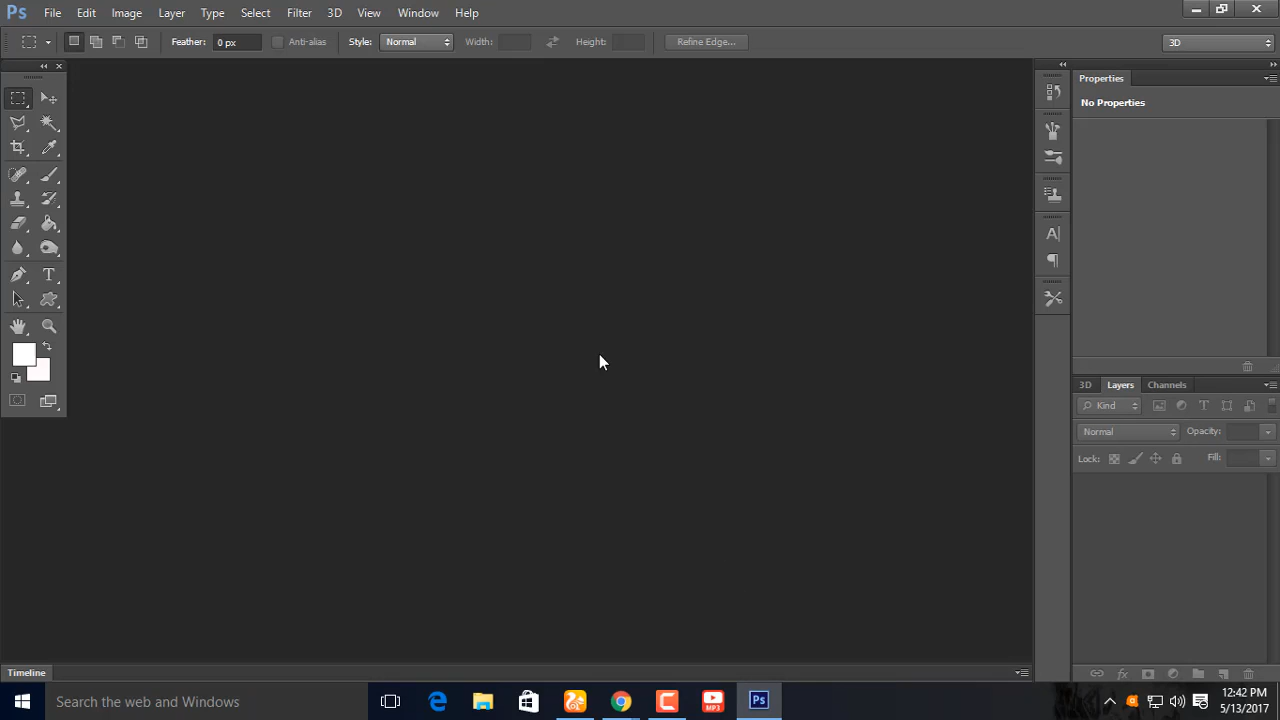 Ps File Edit Image Layer Type Select Filter 3D View Window Help
Feather: 0 px Anti-alias Style: Normal Width: Height: Refine Edge... 3D
Properties
No Properties
3D Layers Channels
Kind
Normal Opacity:
Lock: Fill:
Timeline
Search the web and Windows
MP3
Ps
12:42 PM
5/13/2017